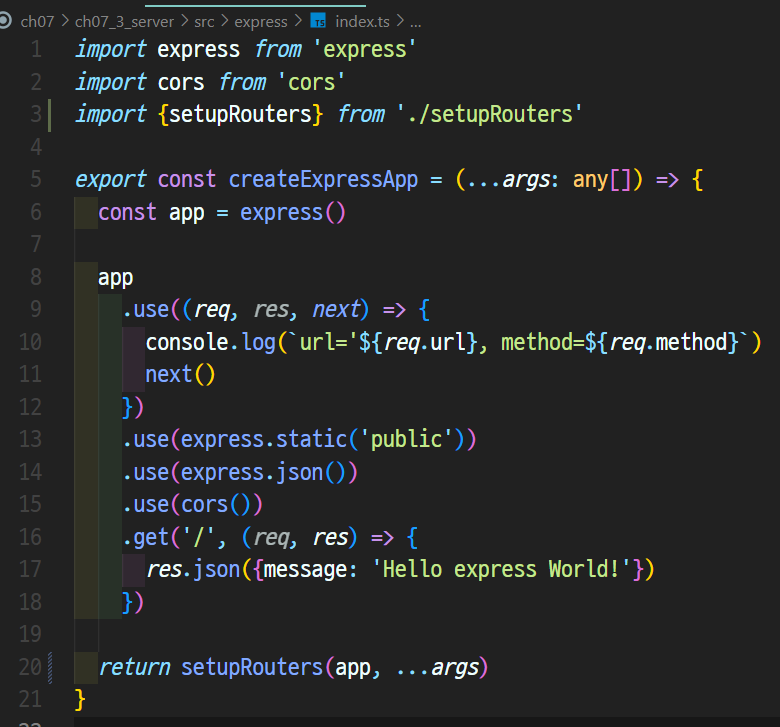 ch07 > ch07_3_server > src > express > TS index.ts > ...
1 import express from 'express'
2 import cors from 'cors'
3 import {setupRouters} from './setupRouters'
4
5 export const createExpressApp = (...args: any[]) => {
6   const app = express()
7
8   app
9     .use((req, res, next) => {
10       console.log(`url='${req.url}, method=${req.method}`)
11       next()
12     })
13     .use(express.static('public'))
14     .use(express.json())
15     .use(cors())
16     .get('/', (req, res) => {
17       res.json({message: 'Hello express World!'})
18     })
19
20   return setupRouters(app, ...args)
21 }
22